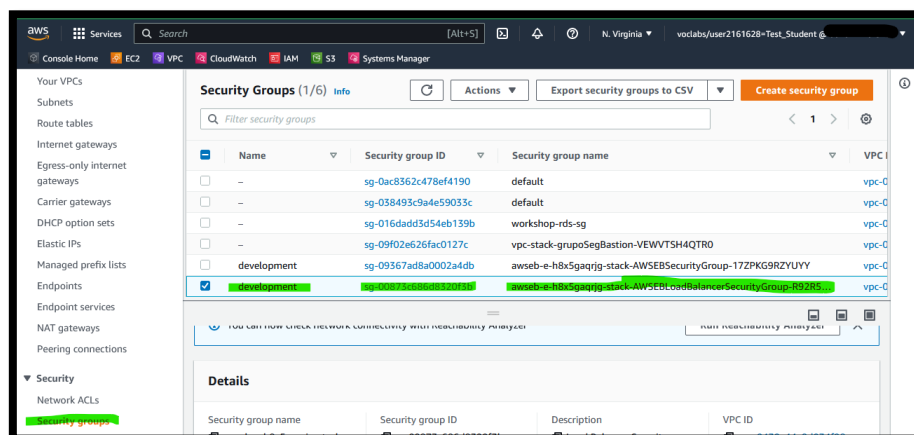 aws Services Search [Alt+S] N. Virginia ▼ voclabs/user2161628=Test_Student @
Console Home EC2 VPC CloudWatch IAM S3 Systems Manager
Your VPCs
Subnets
Route tables
Internet gateways
Egress-only internet
gateways
Carrier gateways
DHCP option sets
Elastic IPs
Managed prefix lists
Endpoints
Endpoint services
NAT gateways
Peering connections
▼ Security
Network ACLs
Security groups
Security Groups (1/6) Info Actions ▼ Export security groups to CSV ▼ Create security group
Filter security groups 1
Name Security group ID Security group name VPC
– sg-0ac8362c478ef4190 default vpc-0
– sg-038493c9a4e59033c default vpc-0
– sg-016dadd3d54eb139b workshop-rds-sg vpc-0
– sg-09f02e626fac0127c vpc-stack-grupoSegBastion-VEWVTSH4QTR0 vpc-0
development sg-09367ad8a0002a4db awseb-e-h8x5gaqrjg-stack-AWSEBSecurityGroup-17ZPKG9RZYUYY vpc-0
development sg-00873c686d8320f3b awseb-e-h8x5gaqrjg-stack-AWSEBLoadBalancerSecurityGroup-R92R5... vpc-0
You can now check network connectivity with Reachability Analyzer Run Reachability Analyzer
Details
Security group name Security group ID Description VPC ID